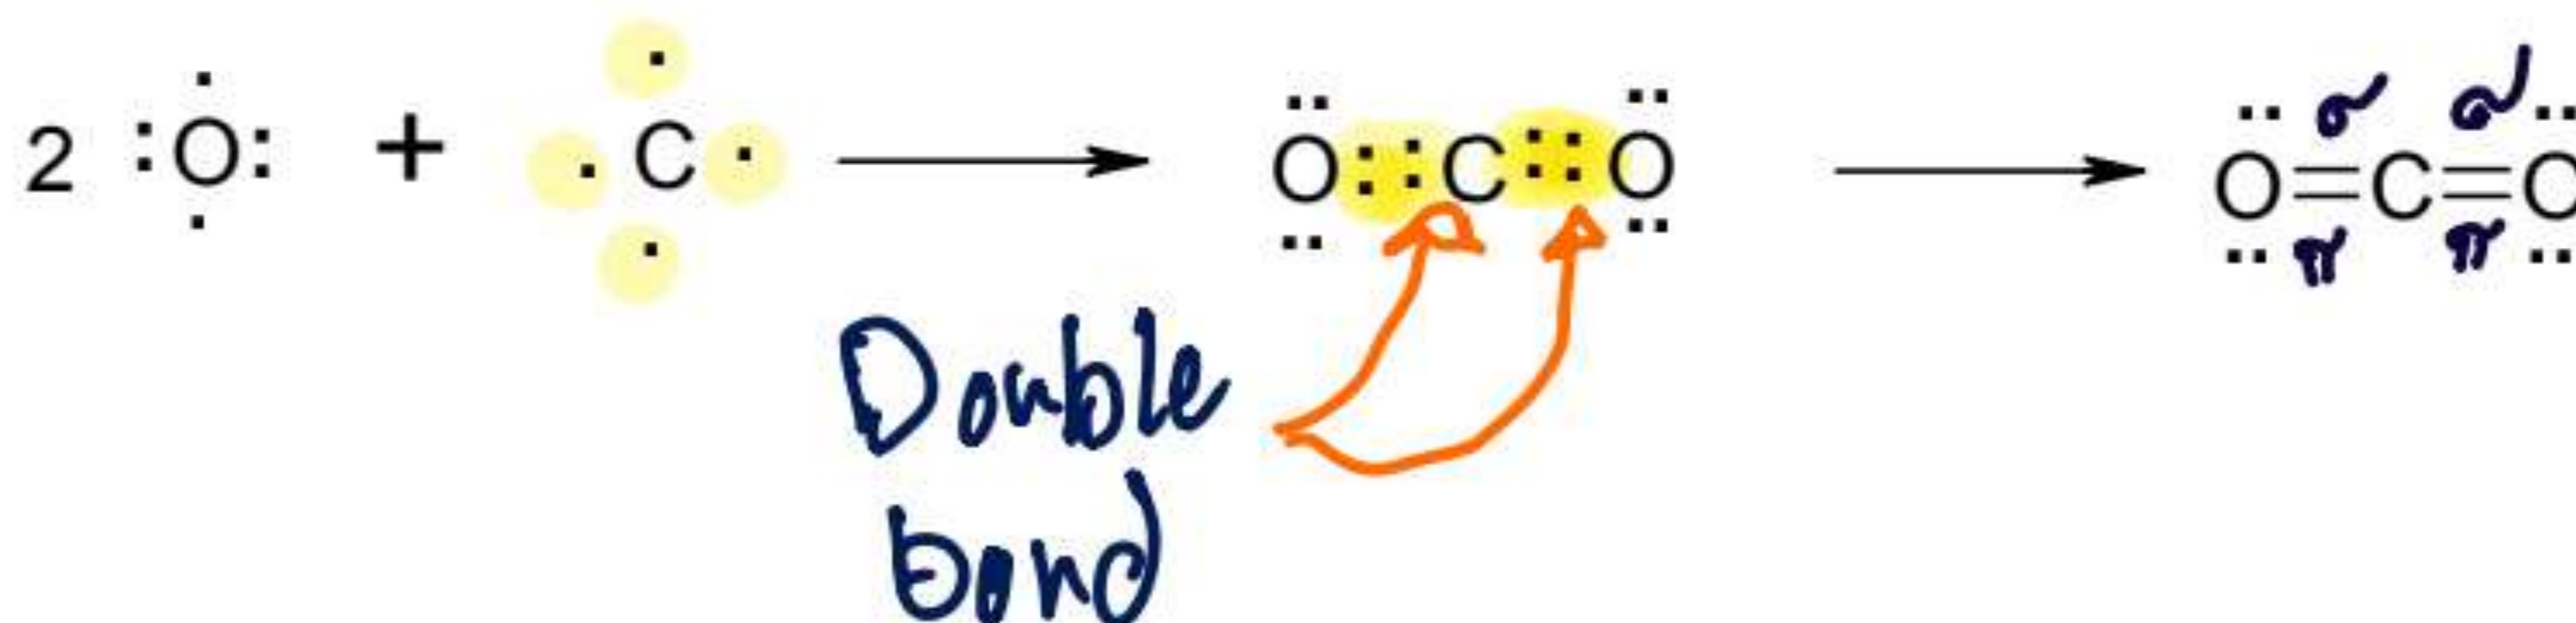 2 :Ö: + ·C· → O::C::O → O=C=O
σ σ
π π
Double
bond